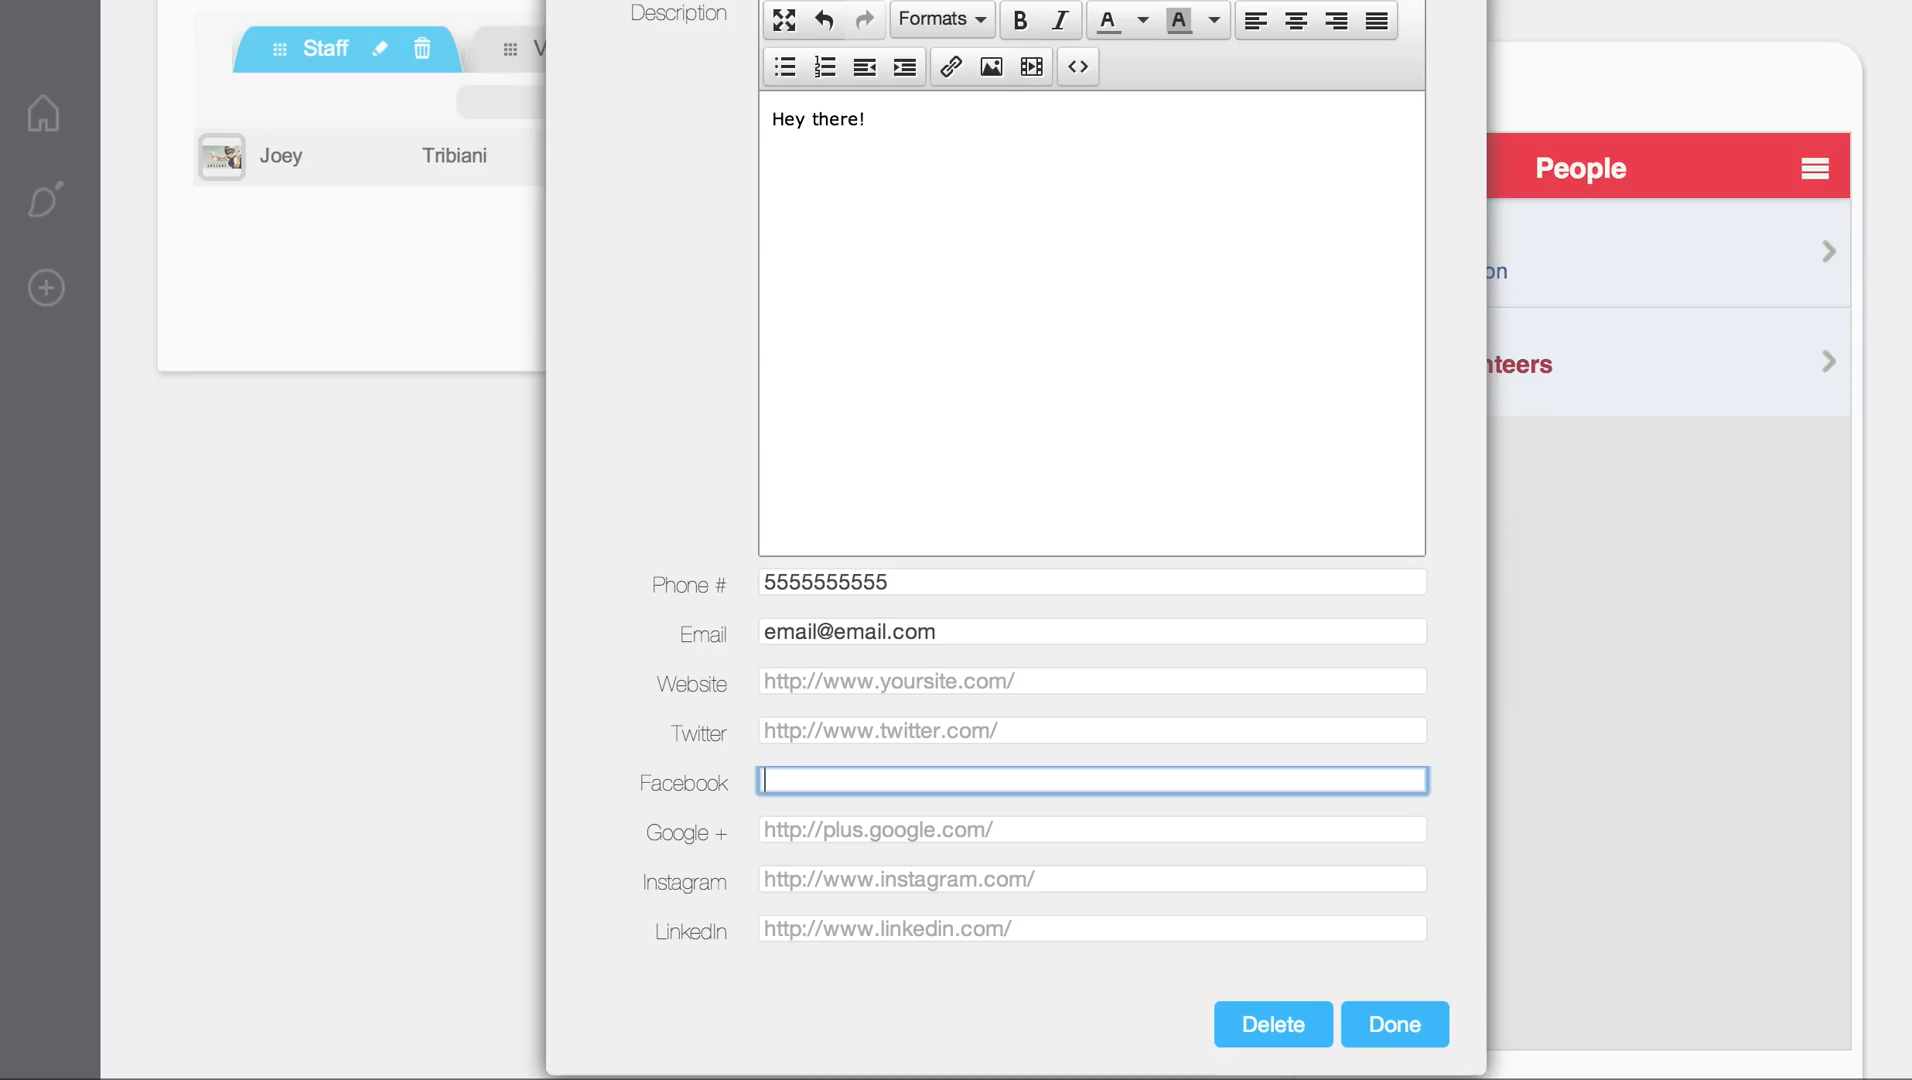 Description
Formats
B I A A
Staff
V
Hey there!
Joey Tribiani
People
on
nteers
Phone # 5555555555
Email email@email.com
Website http://www.yoursite.com/
Twitter http://www.twitter.com/
Facebook
Google + http://plus.google.com/
Instagram http://www.instagram.com/
LinkedIn http://www.linkedin.com/
Delete Done